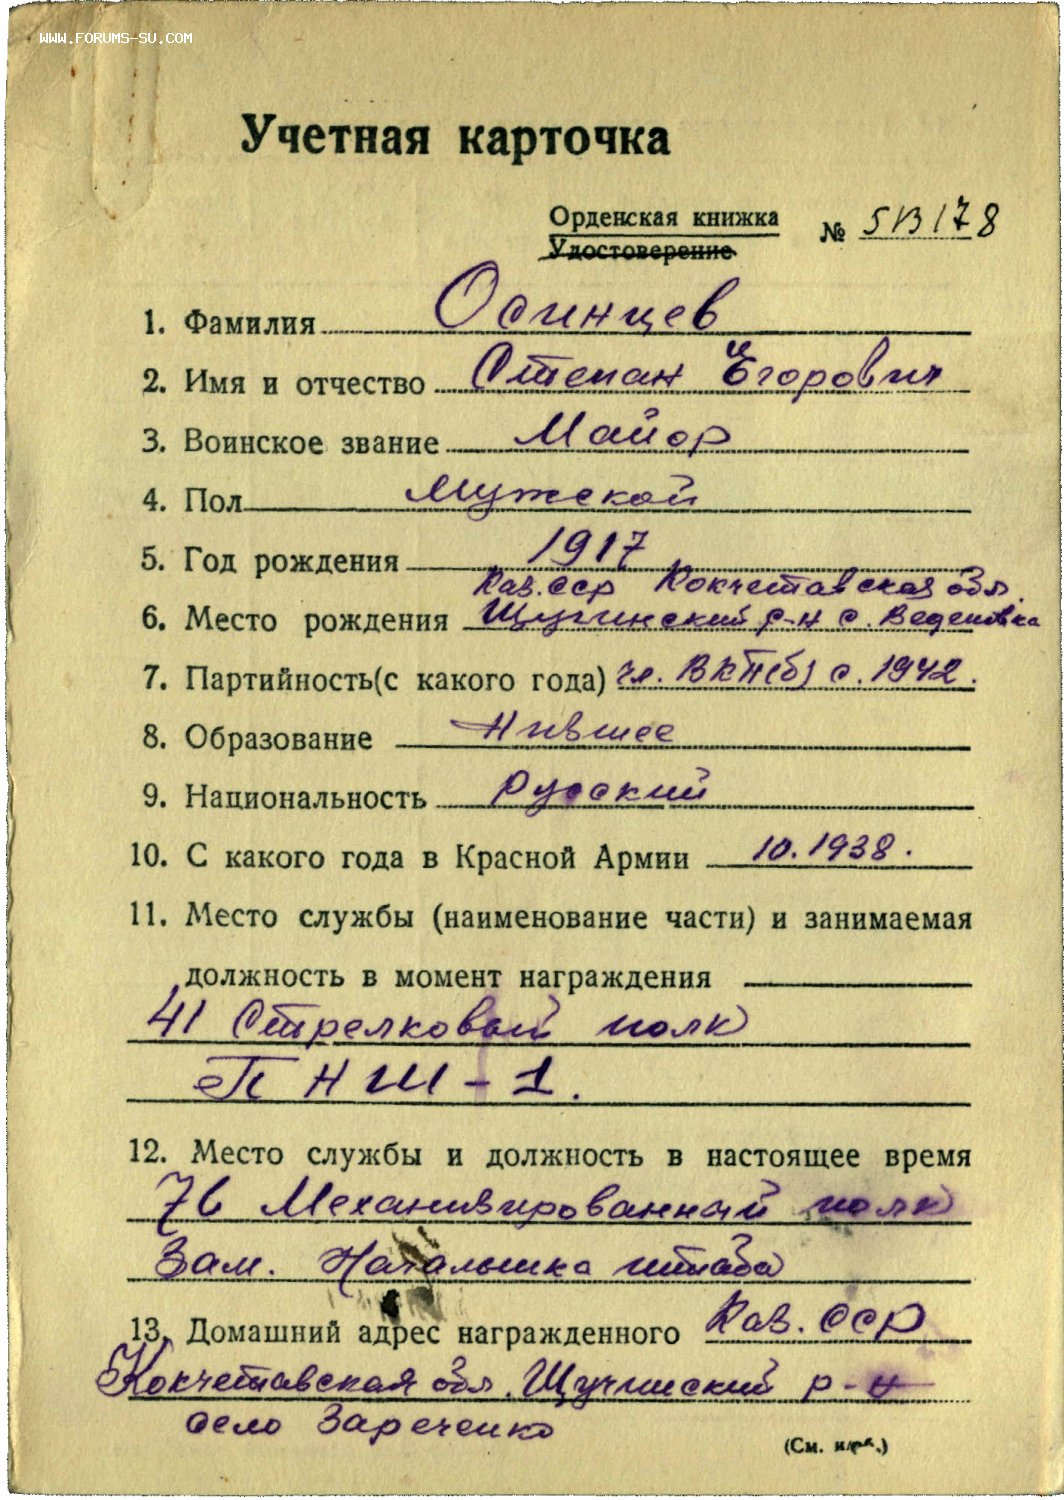 WWW.FORUMS-SU.COM
Учетная карточка
Орденская книжка
Удостоверение
№ 513178
1. Фамилия Осинцев
2. Имя и отчество Степан Егорович
3. Воинское звание Майор
4. Пол Мужской
5. Год рождения 1917
Каз. ССР Кокчетавская обл.
6. Место рождения Щучинский р-н с. Веденовка
7. Партийность (с какого года) чл. ВКП(б) с. 1942.
8. Образование Низшее
9. Национальность Русский
10. С какого года в Красной Армии 10.1938.
11. Место службы (наименование части) и занимаемая
должность в момент награждения
41 Стрелковый полк
ПНШ-1.
12. Место службы и должность в настоящее время
76 Механизированный полк
Зам. Начальника штаба
13. Домашний адрес награжденного Каз. ССР
Кокчетавская обл. Щучинский р-н
село Зареченко
(См. )